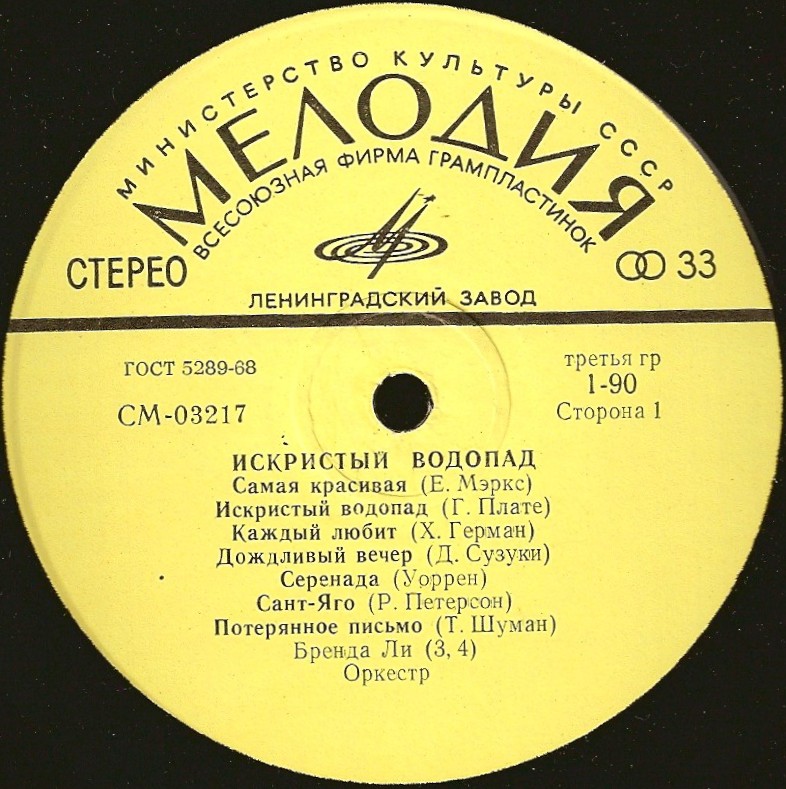 МИНИСТЕРСТВО КУЛЬТУРЫ СССР
МЕЛОДИЯ
ВСЕСОЮЗНАЯ ФИРМА ГРАМПЛАСТИНОК
СТЕРЕО
33
ЛЕНИНГРАДСКИЙ ЗАВОД
ГОСТ 5289-68
третья гр
1-90
СМ-03217
Сторона 1
ИСКРИСТЫЙ ВОДОПАД
Самая красивая (Е. Мэркс)
Искристый водопад (Г. Плате)
Каждый любит (Х. Герман)
Дождливый вечер (Д. Сузуки)
Серенада (Уоррен)
Сант-Яго (Р. Петерсон)
Потерянное письмо (Т. Шуман)
Бренда Ли (3, 4)
Оркестр